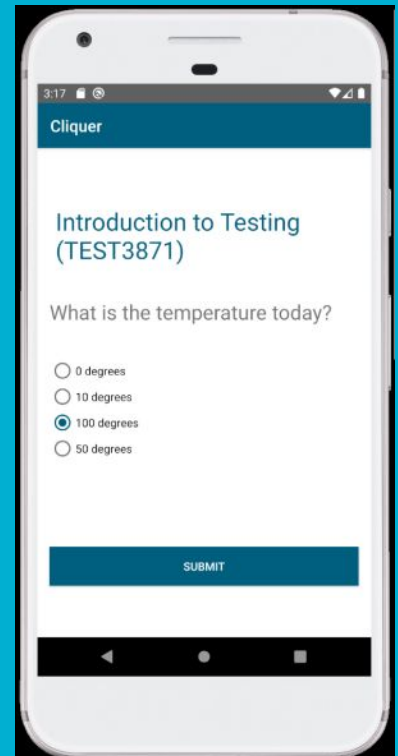 3:17
Cliquer
Introduction to Testing
(TEST3871)
What is the temperature today?
0 degrees
10 degrees
100 degrees
50 degrees
SUBMIT